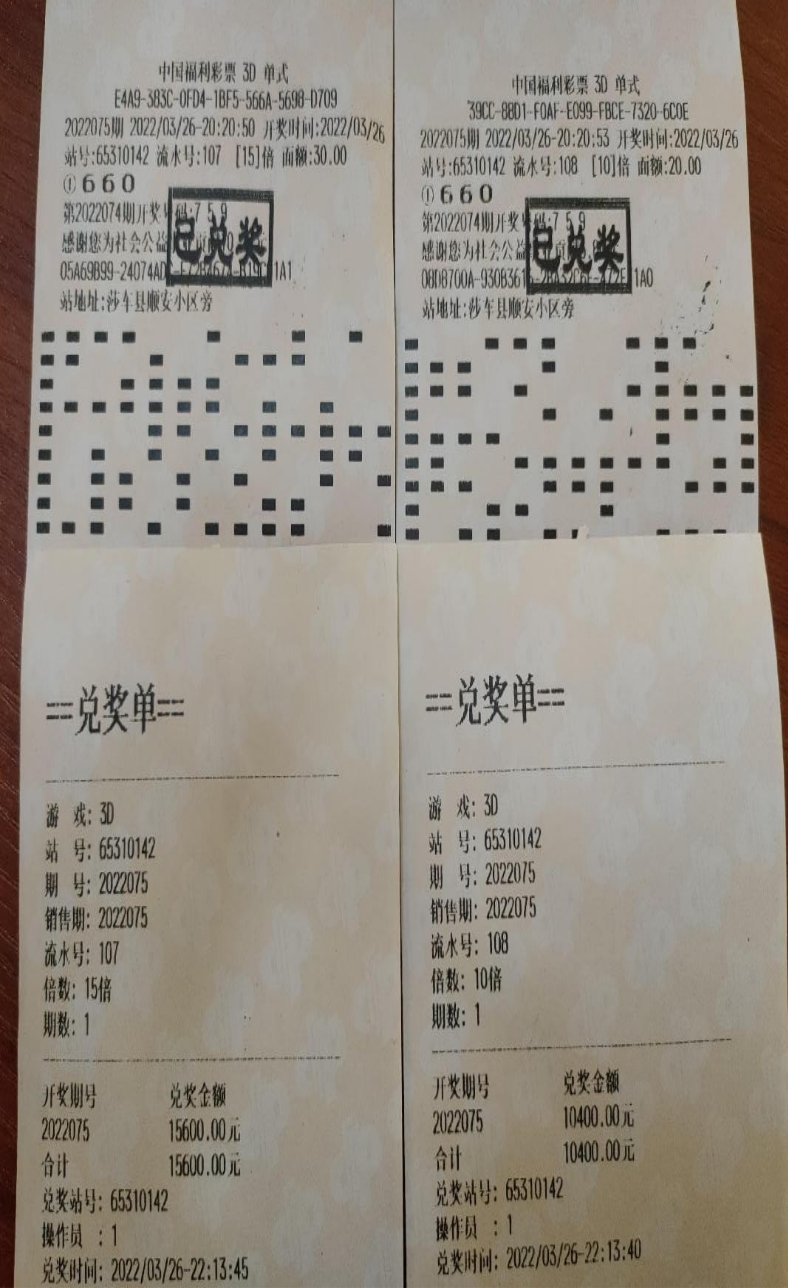 中国福利彩票 3D 单式
E4A9-383C-0FD4-1BF5-566A-5698-D709
2022075期 2022/03/26-20:20:50 开奖时间:2022/03/26
站号:65310142 流水号:107 [15]倍 面额:30.00
① 660
第2022074期开奖号码:7 5 9
感谢您为社会公益
已兑奖
站地址:莎车县顺安小区旁
==兑奖单==
游 戏: 3D
站 号: 65310142
期 号: 2022075
销售期: 2022075
流水号: 107
倍数: 15倍
期数: 1
开奖期号 兑奖金额
2022075 15600.00元
合计 15600.00元
兑奖站号: 65310142
操作员 : 1
兑奖时间: 2022/03/26-22:13:45
中国福利彩票 3D 单式
39CC-88D1-F0AF-E099-FBCE-7320-6C0E
2022075期 2022/03/26-20:20:53 开奖时间:2022/03/26
站号:65310142 流水号:108 [10]倍 面额:20.00
① 660
第2022074期开奖号码:7 5 9
感谢您为社会公益
已兑奖
站地址:莎车县顺安小区旁
==兑奖单==
游 戏: 3D
站 号: 65310142
期 号: 2022075
销售期: 2022075
流水号: 108
倍数: 10倍
期数: 1
开奖期号 兑奖金额
2022075 10400.00元
合计 10400.00元
兑奖站号: 65310142
操作员 : 1
兑奖时间: 2022/03/26-22:13:40